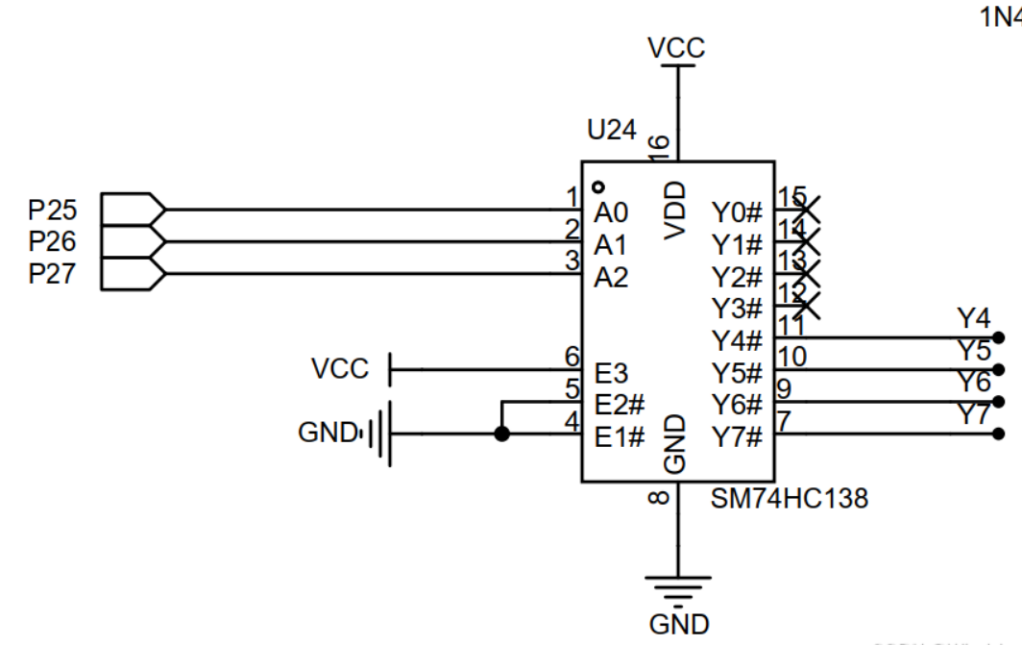 1N4
VCC
U24
16
VDD
P25
1
A0
Y0#
15
P26
2
A1
Y1#
14
P27
3
A2
Y2#
13
Y3#
12
Y4#
11
Y4
VCC
6
E3
Y5#
10
Y5
5
E2#
Y6#
9
Y6
GND
4
E1#
Y7#
7
Y7
GND
8
SM74HC138
GND